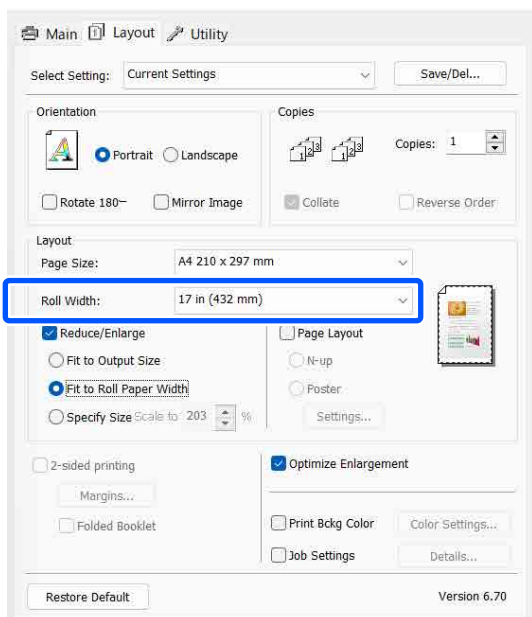 Main Layout Utility
Select Setting: Current Settings Save/Del...
Orientation
Portrait Landscape
Rotate 180° Mirror Image
Copies
Copies: 1
Collate Reverse Order
Layout
Page Size: A4 210 x 297 mm
Roll Width: 17 in (432 mm)
Reduce/Enlarge
Fit to Output Size
Fit to Roll Paper Width
Specify Size Scale to 203 %
Page Layout
N-up
Poster
Settings...
2-sided printing
Margins...
Folded Booklet
Optimize Enlargement
Print Bckg Color Color Settings...
Job Settings Details...
Restore Default Version 6.70